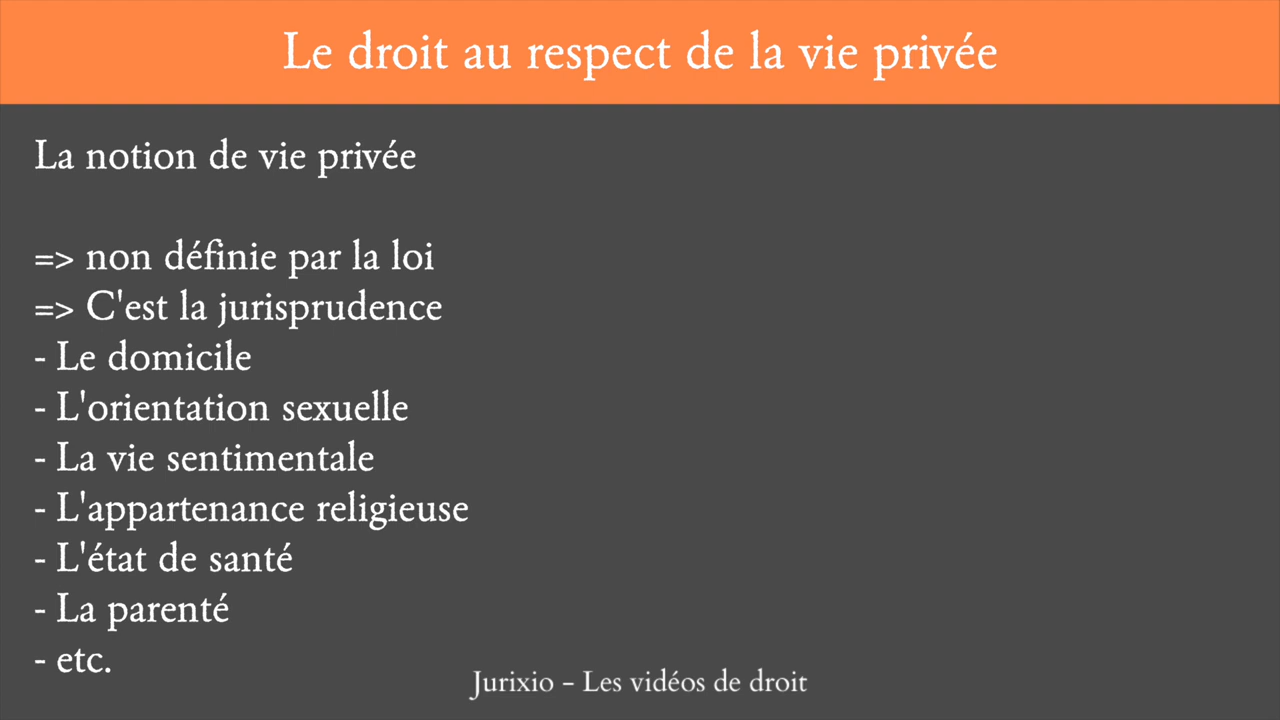 Le droit au respect de la vie privée
La notion de vie privée
=> non définie par la loi
=> C'est la jurisprudence
- Le domicile
- L'orientation sexuelle
- La vie sentimentale
- L'appartenance religieuse
- L'état de santé
- La parenté
- etc.
Jurixio - Les vidéos de droit